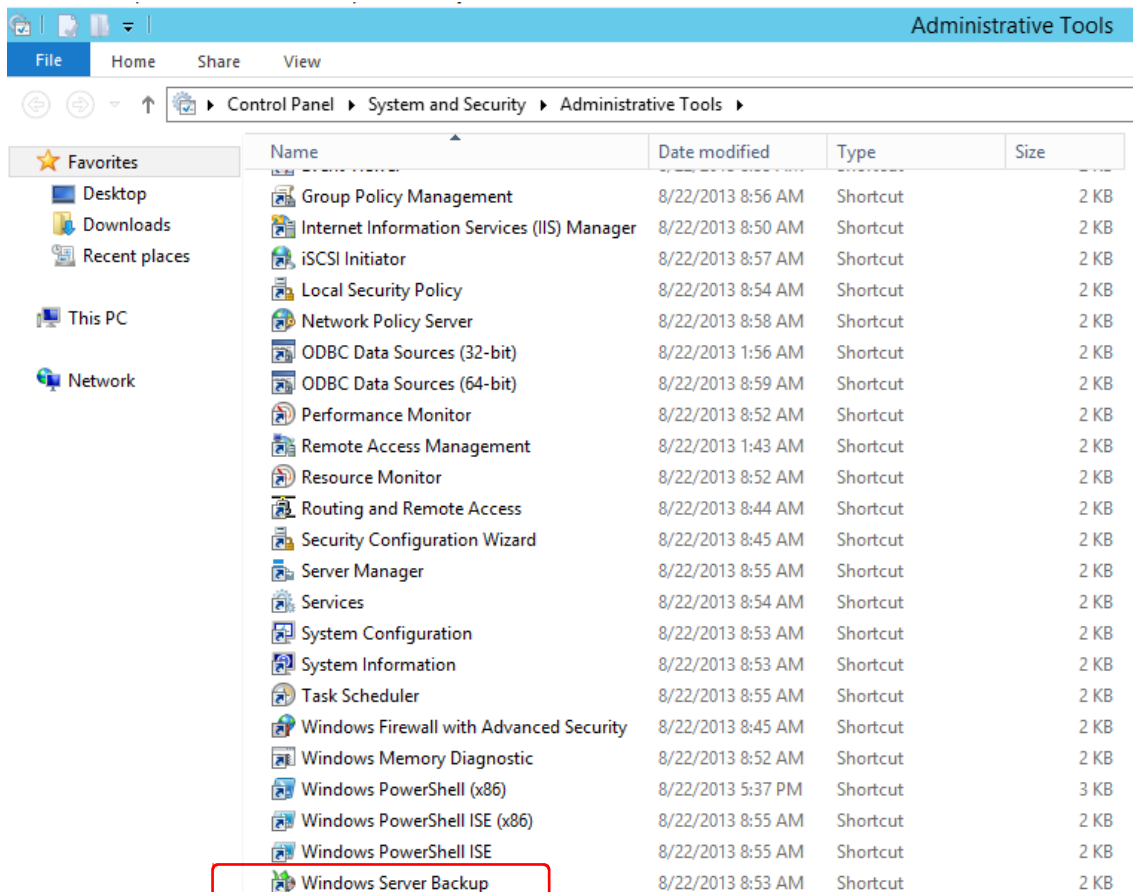 Administrative Tools
File Home Share View
Control Panel System and Security Administrative Tools
Name Date modified Type Size
Favorites
Desktop
Downloads
Recent places
This PC
Network
Group Policy Management 8/22/2013 8:56 AM Shortcut 2 KB
Internet Information Services (IIS) Manager 8/22/2013 8:50 AM Shortcut 2 KB
iSCSI Initiator 8/22/2013 8:57 AM Shortcut 2 KB
Local Security Policy 8/22/2013 8:54 AM Shortcut 2 KB
Network Policy Server 8/22/2013 8:58 AM Shortcut 2 KB
ODBC Data Sources (32-bit) 8/22/2013 1:56 AM Shortcut 2 KB
ODBC Data Sources (64-bit) 8/22/2013 8:59 AM Shortcut 2 KB
Performance Monitor 8/22/2013 8:52 AM Shortcut 2 KB
Remote Access Management 8/22/2013 1:43 AM Shortcut 2 KB
Resource Monitor 8/22/2013 8:52 AM Shortcut 2 KB
Routing and Remote Access 8/22/2013 8:44 AM Shortcut 2 KB
Security Configuration Wizard 8/22/2013 8:45 AM Shortcut 2 KB
Server Manager 8/22/2013 8:55 AM Shortcut 2 KB
Services 8/22/2013 8:54 AM Shortcut 2 KB
System Configuration 8/22/2013 8:53 AM Shortcut 2 KB
System Information 8/22/2013 8:53 AM Shortcut 2 KB
Task Scheduler 8/22/2013 8:55 AM Shortcut 2 KB
Windows Firewall with Advanced Security 8/22/2013 8:45 AM Shortcut 2 KB
Windows Memory Diagnostic 8/22/2013 8:52 AM Shortcut 2 KB
Windows PowerShell (x86) 8/22/2013 5:37 PM Shortcut 3 KB
Windows PowerShell ISE (x86) 8/22/2013 8:55 AM Shortcut 2 KB
Windows PowerShell ISE 8/22/2013 8:55 AM Shortcut 2 KB
Windows Server Backup 8/22/2013 8:53 AM Shortcut 2 KB